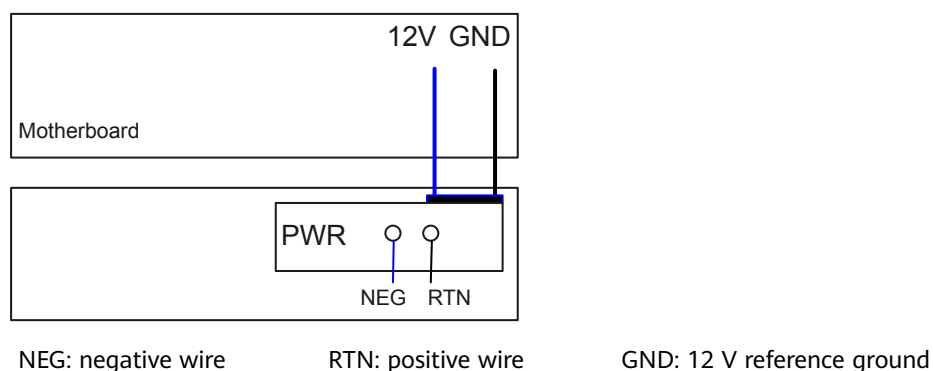 12V GND
Motherboard
PWR
NEG RTN
NEG: negative wire RTN: positive wire GND: 12 V reference ground